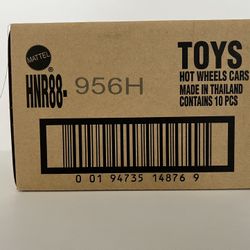 MATTEL
®
HNR88- 956H
TOYS
HOT WHEELS CARS
MADE IN THAILAND
CONTAINS 10 PCS
0 01 94735 14876 9